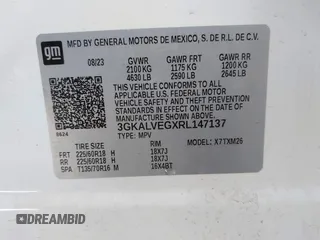 gm
MFD BY GENERAL MOTORS DE MEXICO, S. DE R.L. DE C.V.
08/23 GVWR GAWR FRT GAWR RR
2100 KG 1175 KG 1200 KG
4630 LB 2590 LB 2645 LB
THIS VEHICLE CONFORMS TO ALL APPLICABLE U.S. FEDERAL MOTOR VEHICLE SAFETY, BUMPER, AND THEFT PREVENTION STANDARDS IN EFFECT ON THE DATE OF MANUFACTURE SHOWN ABOVE.
3GKALVEGXRL147137
TYPE: MPV MODEL: X7TXM26
TIRE SIZE RIM
FRT 225/60R18 H 18X7J
RR 225/60R18 H 18X7J
SPA T135/70R16 M 16X4BT